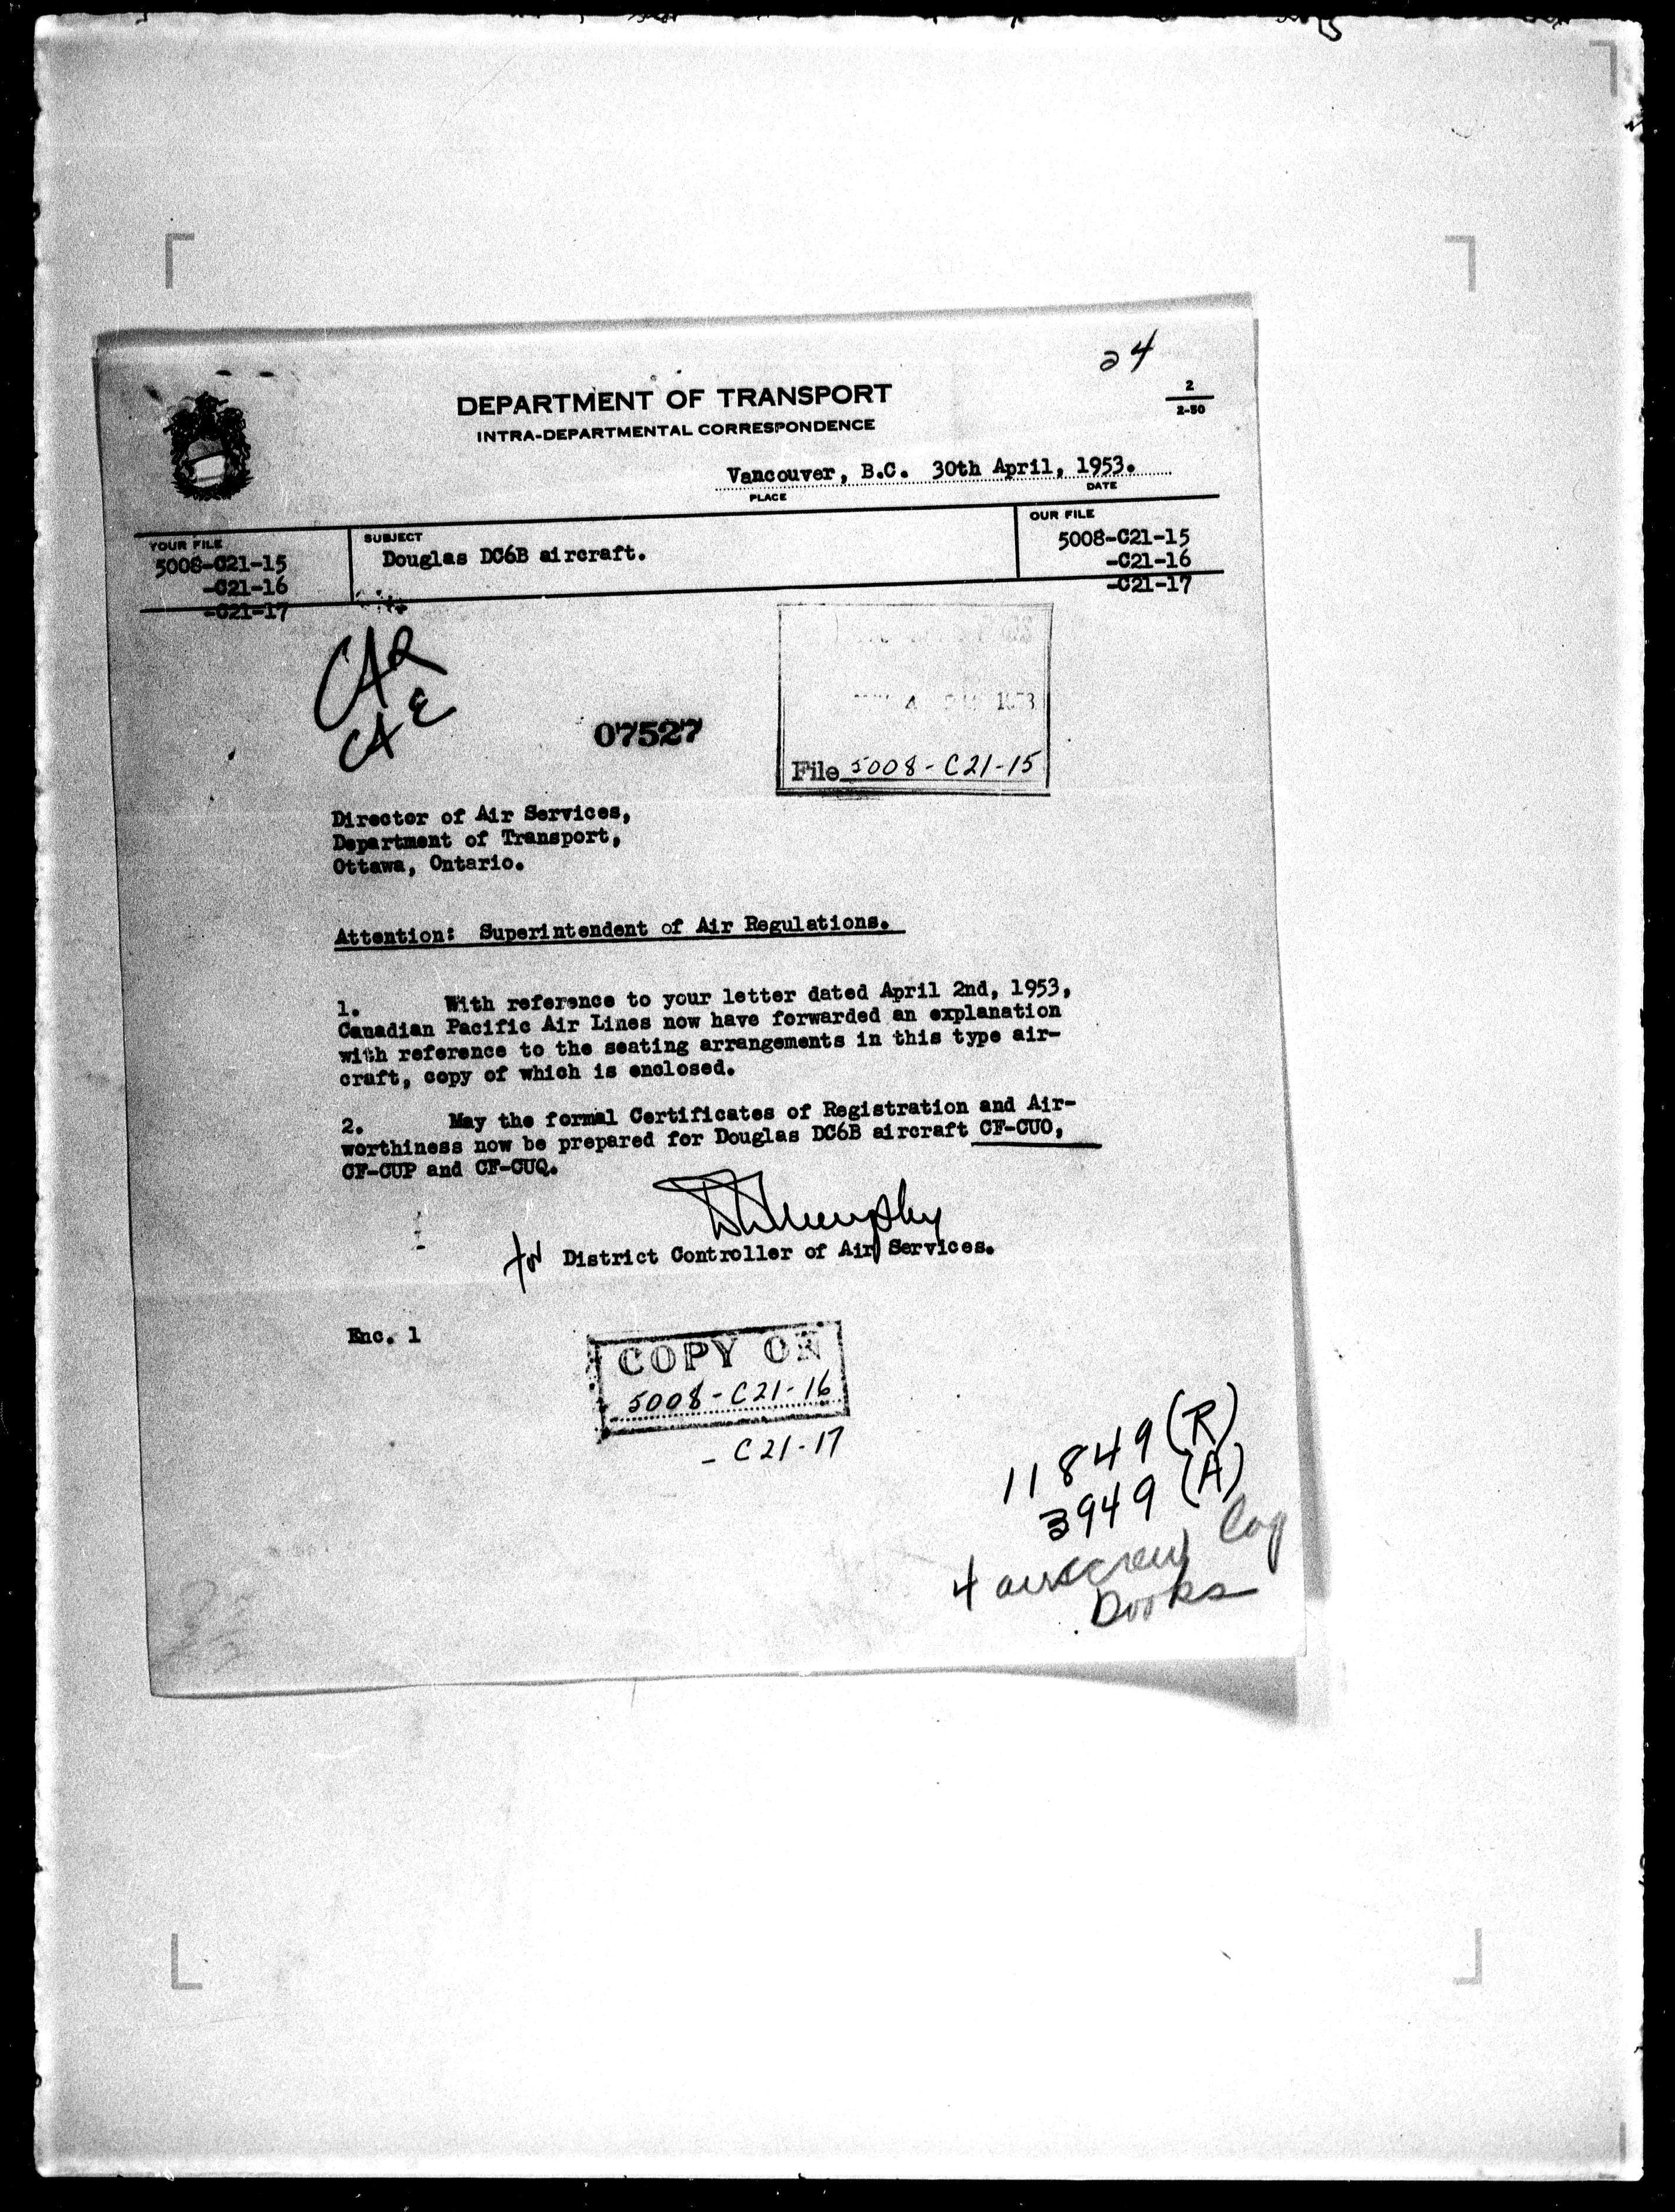 24
DEPARTMENT OF TRANSPORT
INTRA-DEPARTMENTAL CORRESPONDENCE
2
2-50
Vancouver, B.C. 30th April, 1953.
PLACE
DATE
YOUR FILE
5008-C21-15
-C21-16
-C21-17
SUBJECT
Douglas DC6B aircraft.
OUR FILE
5008-C21-15
-C21-16
-C21-17
CAR
CAE
07527
File 5008-C21-15
Director of Air Services,
Department of Transport,
Ottawa, Ontario.
Attention: Superintendent of Air Regulations.
1. With reference to your letter dated April 2nd, 1953,
Canadian Pacific Air Lines now have forwarded an explanation
with reference to the seating arrangements in this type air-
craft, copy of which is enclosed.
2. May the formal Certificates of Registration and Air-
worthiness now be prepared for Douglas DC6B aircraft CF-CUO,
CF-CUP and CF-CUQ.
for District Controller of Air Services.
Enc. 1
COPY ON
5008-C21-16
- C21-17
11849 (R)
3949 (A)
4 airscrew Log
Books